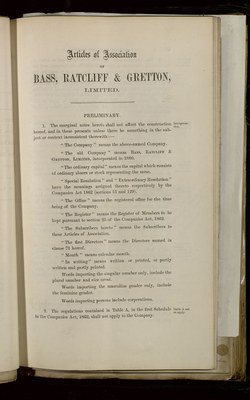 Articles of Association
OF
BASS, RATCLIFF & GRETTON,
LIMITED.
PRELIMINARY.
1. The marginal notes hereto shall not affect the construction
hereof, and in these presents unless there be something in the sub-
ject or context inconsistent therewith:—
"The Company" means the above-named Company.
"The old Company" means BASS, RATCLIFF &
GRETTON, LIMITED, incorporated in 1880.
"The ordinary capital" means the capital which consists
of ordinary shares or stock representing the same.
"Special Resolution" and "Extraordinary Resolution"
have the meanings assigned thereto respectively by the
Companies Act 1862 (sections 51 and 129).
"The Office" means the registered office for the time
being of the Company.
"The Register" means the Register of Members to be
kept pursuant to section 25 of the Companies Act, 1862.
"The Subscribers hereto" means the Subscribers to
these Articles of Association.
"The first Directors" means the Directors named in
clause 71 hereof.
"Month" means calendar month.
"In writing" means written or printed, or partly
written and partly printed.
Words importing the singular number only, include the
plural number and vice versa.
Words importing the masculine gender only, include
the feminine gender.
Words importing persons include corporations.
2. The regulations contained in Table A, in the first Schedule
to the Companies Act, 1862, shall not apply to the Company.